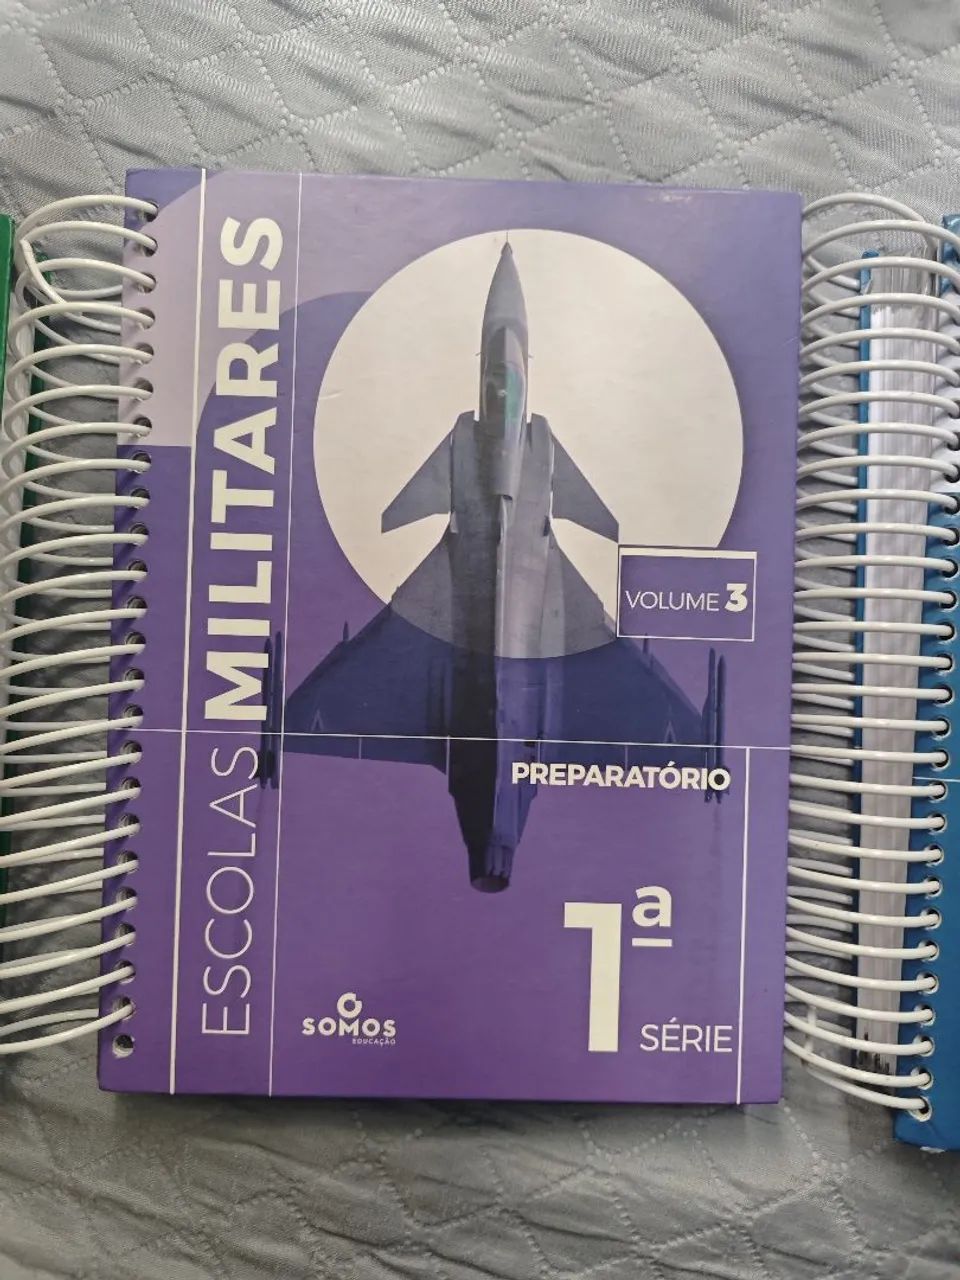 ESCOLAS MILITARES
VOLUME 3
PREPARATÓRIO
1ª
SÉRIE
SOMOS
EDUCAÇÃO